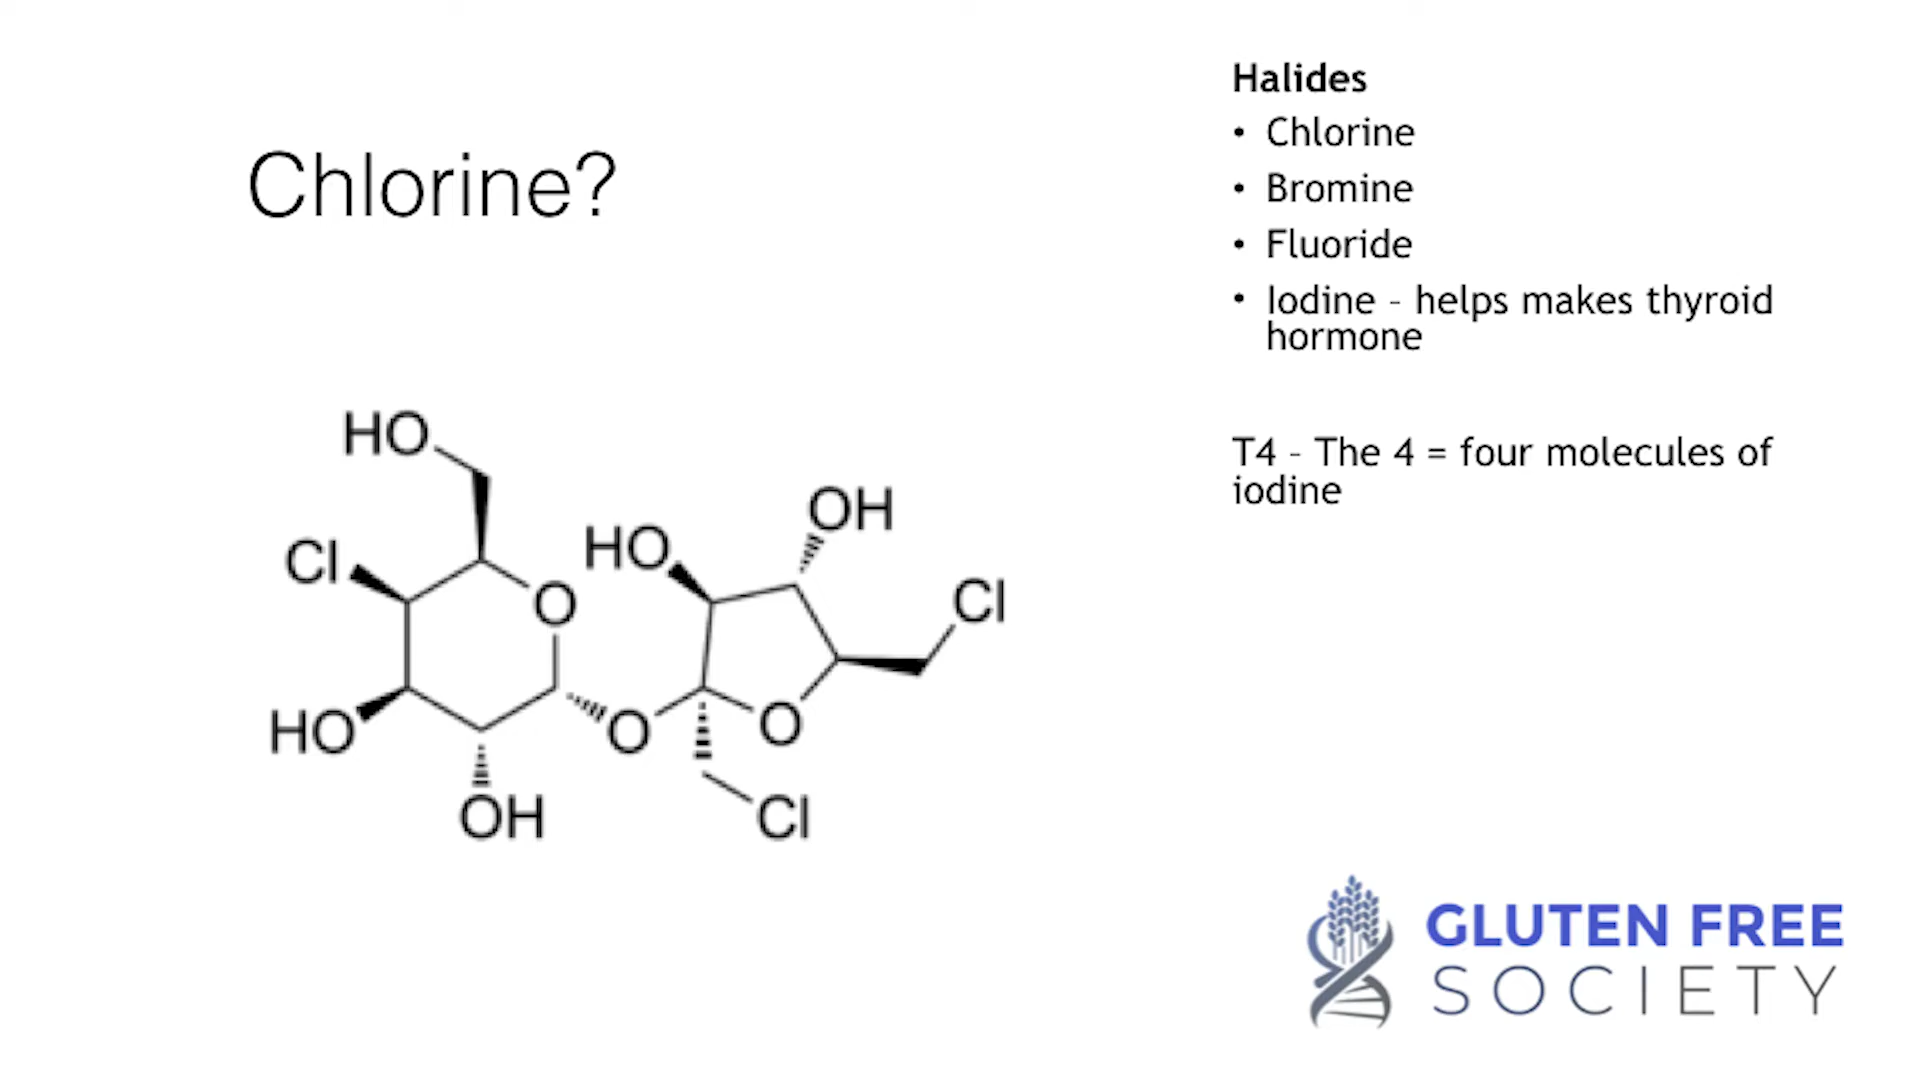 Chlorine?
HO
Cl
O
HO
OH
O
HO
OH
Cl
O
Cl
Halides
• Chlorine
• Bromine
• Fluoride
• Iodine – helps makes thyroid
hormone
T4 – The 4 = four molecules of
iodine
GLUTEN FREE
SOCIETY